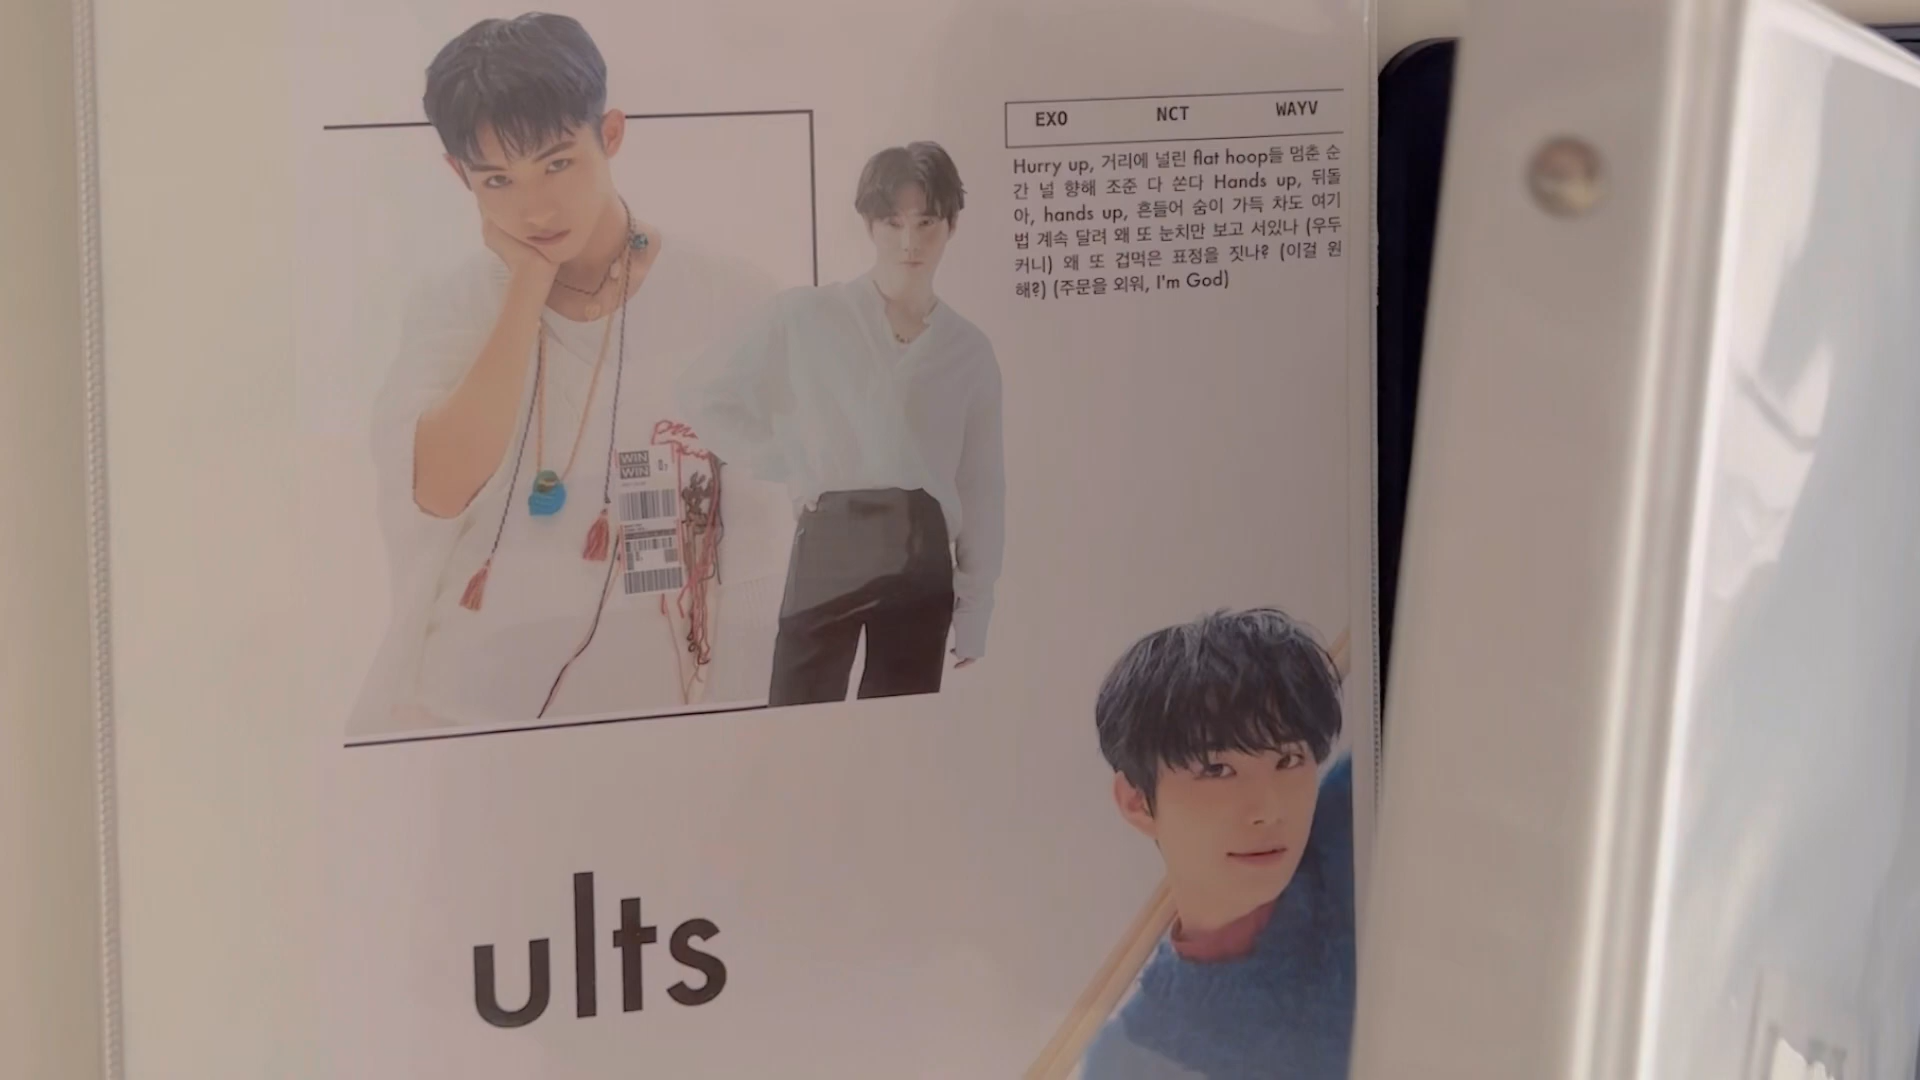 EXO NCT WAYV
Hurry up, 거리에 널린 flat hoop들 멈춘 순
간 널 향해 조준 다 쏜다 Hands up, 뒤돌
아, hands up, 흔들어 숨이 가득 차도 여기
법 계속 달려 왜 또 눈치만 보고 서있나 (우두
커니) 왜 또 겁먹은 표정을 짓나? (이걸 원
해?) (주문을 외워, I'm God)
WIN
WIN
ults